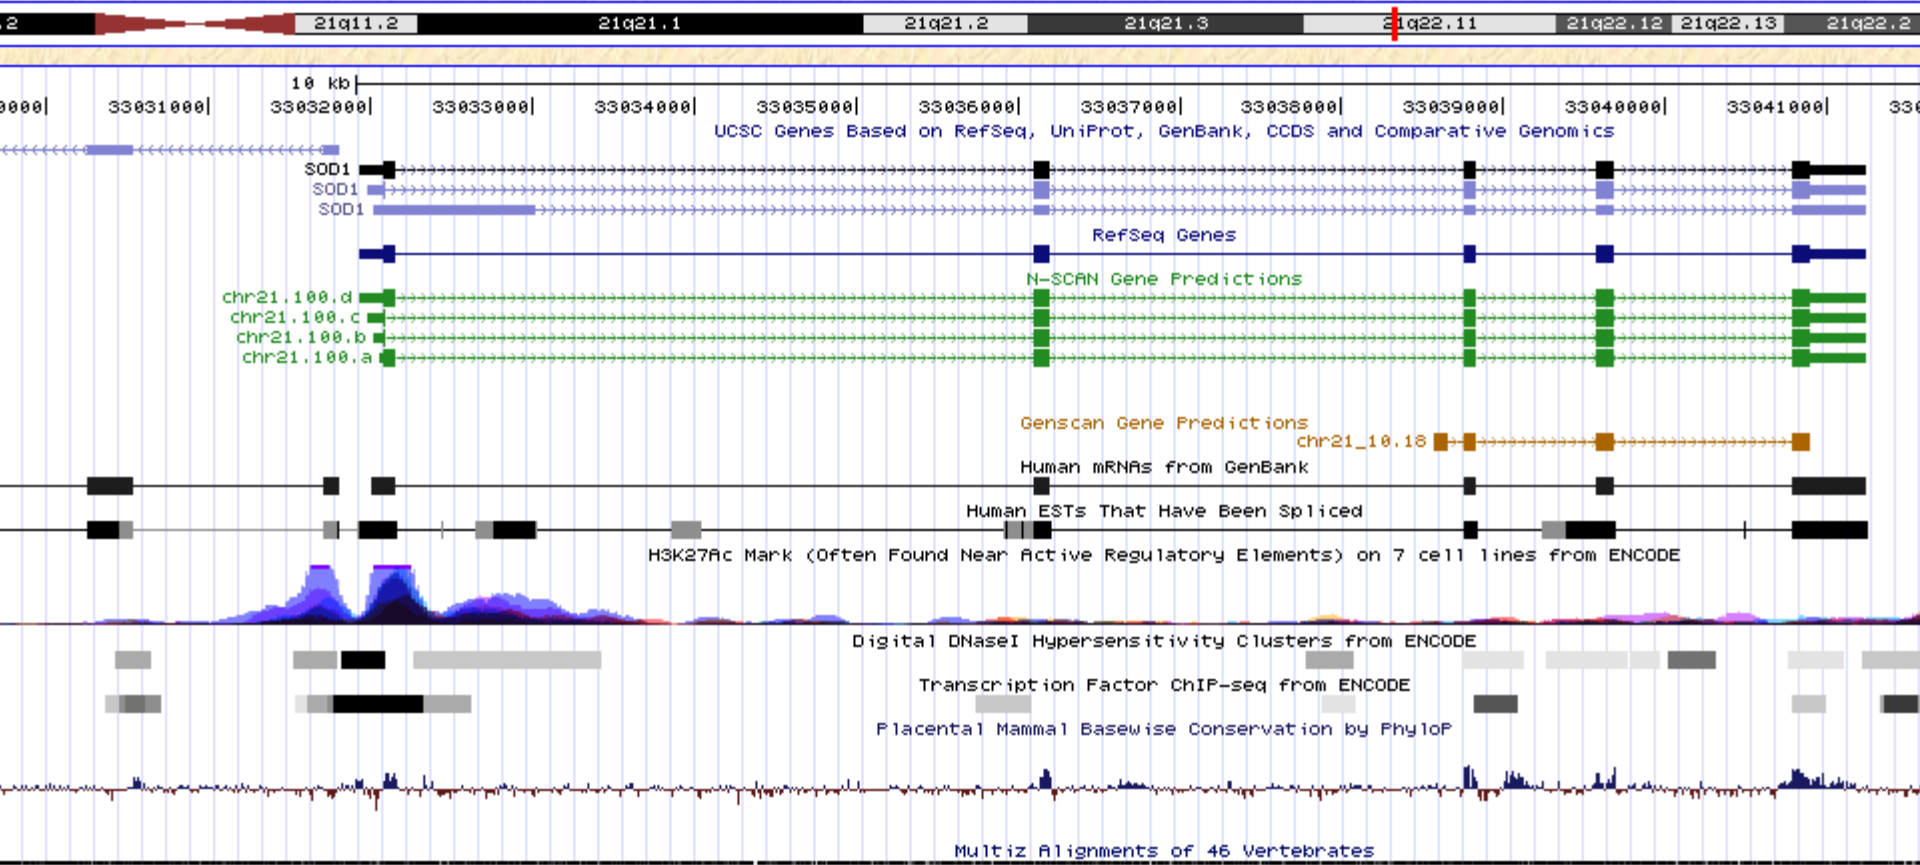 .2 21q11.2 21q21.1 21q21.2 21q21.3 21q22.11 21q22.12 21q22.13 21q22.2
10 kb
0000 33031000 33032000 33033000 33034000 33035000 33036000 33037000 33038000 33039000 33040000 33041000 330
UCSC Genes Based on RefSeq, UniProt, GenBank, CCDS and Comparative Genomics
SOD1
SOD1
SOD1
RefSeq Genes
N-SCAN Gene Predictions
chr21.100.d
chr21.100.c
chr21.100.b
chr21.100.a
Genscan Gene Predictions
chr21_10.18
Human mRNAs from GenBank
Human ESTs That Have Been Spliced
H3K27Ac Mark (Often Found Near Active Regulatory Elements) on 7 cell lines from ENCODE
Digital DNaseI Hypersensitivity Clusters from ENCODE
Transcription Factor ChIP-seq from ENCODE
Placental Mammal Basewise Conservation by PhyloP
Multiz Alignments of 46 Vertebrates